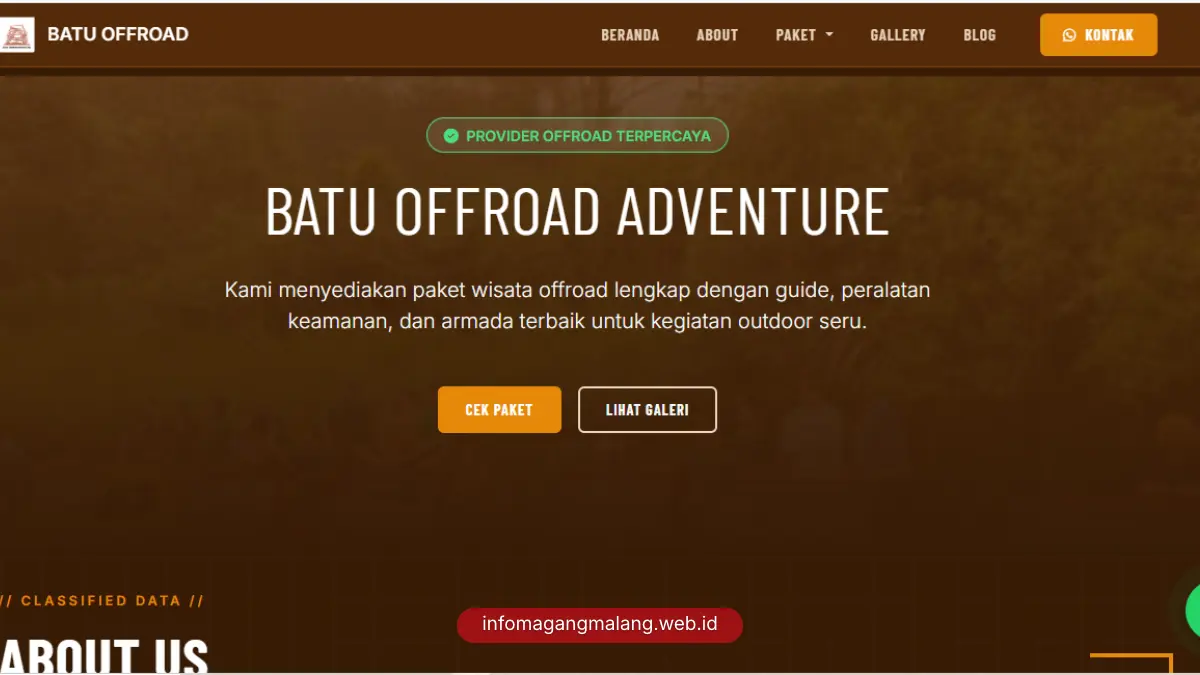 BATU OFFROAD
BERANDA
ABOUT
PAKET
GALLERY
BLOG
KONTAK
PROVIDER OFFROAD TERPERCAYA
BATU OFFROAD ADVENTURE
Kami menyediakan paket wisata offroad lengkap dengan guide, peralatan
keamanan, dan armada terbaik untuk kegiatan outdoor seru.
CEK PAKET
LIHAT GALERI
// CLASSIFIED DATA //
ABOUT US
infomagangmalang.web.id